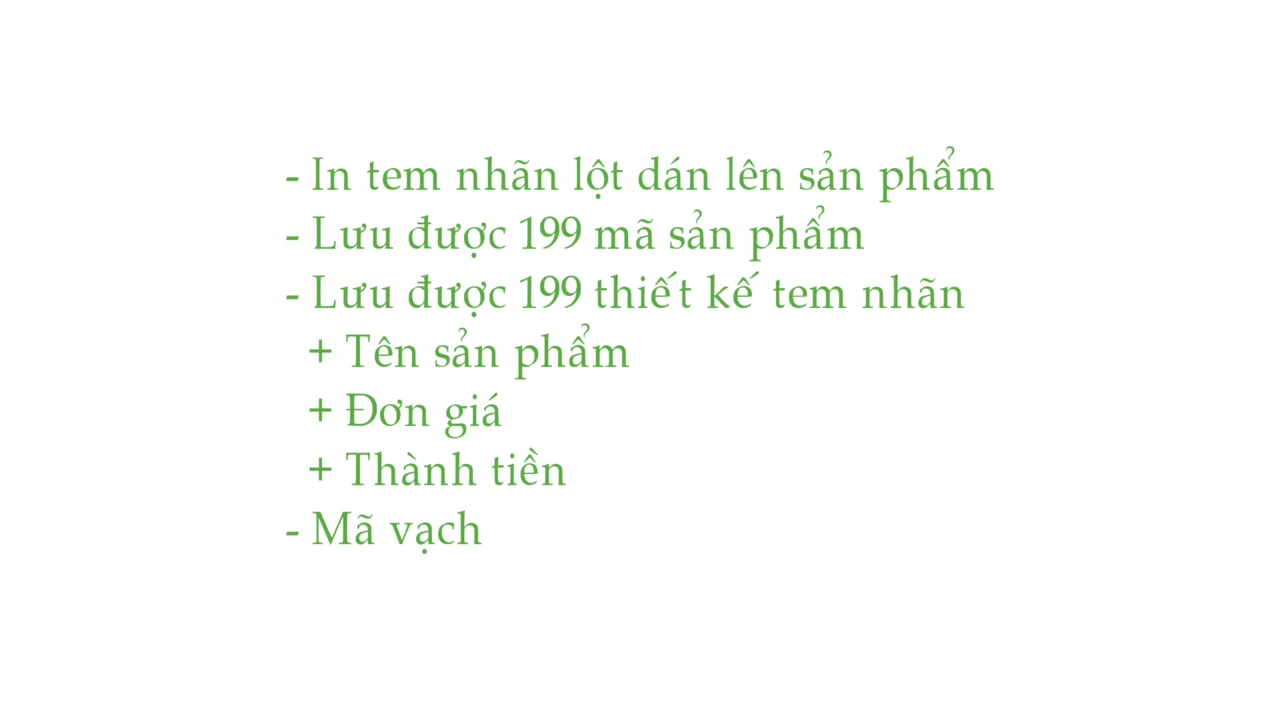 - In tem nhãn lột dán lên sản phẩm
- Lưu được 199 mã sản phẩm
- Lưu được 199 thiết kế tem nhãn
+ Tên sản phẩm
+ Đơn giá
+ Thành tiền
- Mã vạch